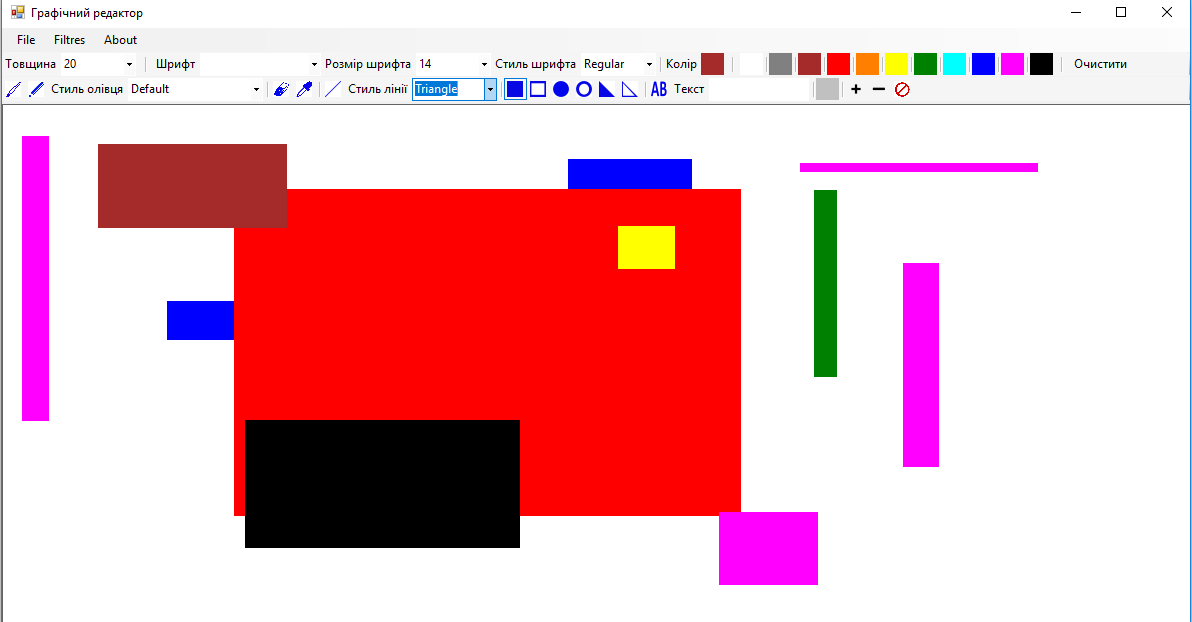 Графічний редактор
File Filtres About
Товщина 20 Шрифт Розмір шрифта 14 Стиль шрифта Regular Колір Очистити
Стиль олівця Default Стиль лінії Triangle AB Текст